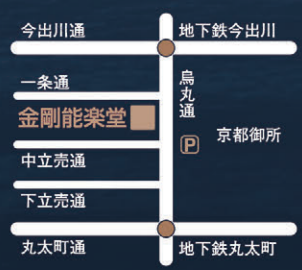 今出川通
地下鉄今出川
一条通
烏丸通
金剛能楽堂
P
京都御所
中立売通
下立売通
丸太町通
地下鉄丸太町